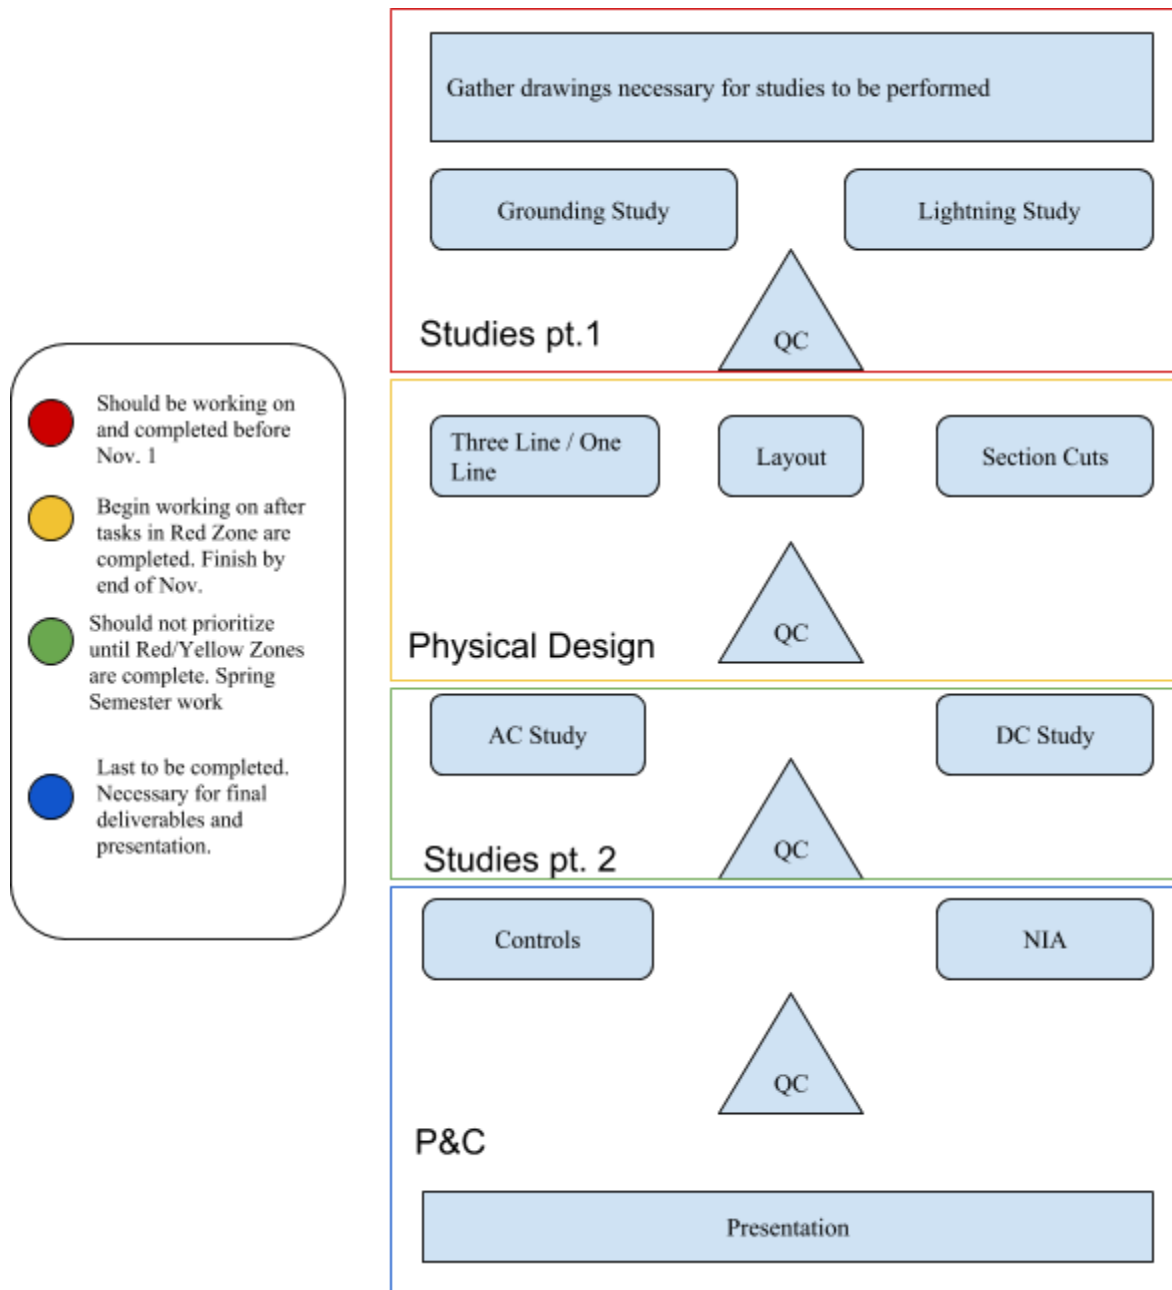 Gather drawings necessary for studies to be performed
Grounding Study
Lightning Study
QC
Studies pt.1
Should be working on
and completed before
Nov. 1
Begin working on after
tasks in Red Zone are
completed. Finish by
end of Nov.
Should not prioritize
until Red/Yellow Zones
are complete. Spring
Semester work
Last to be completed.
Necessary for final
deliverables and
presentation.
Three Line / One
Line
Layout
Section Cuts
QC
Physical Design
AC Study
DC Study
QC
Studies pt. 2
Controls
NIA
QC
P&C
Presentation